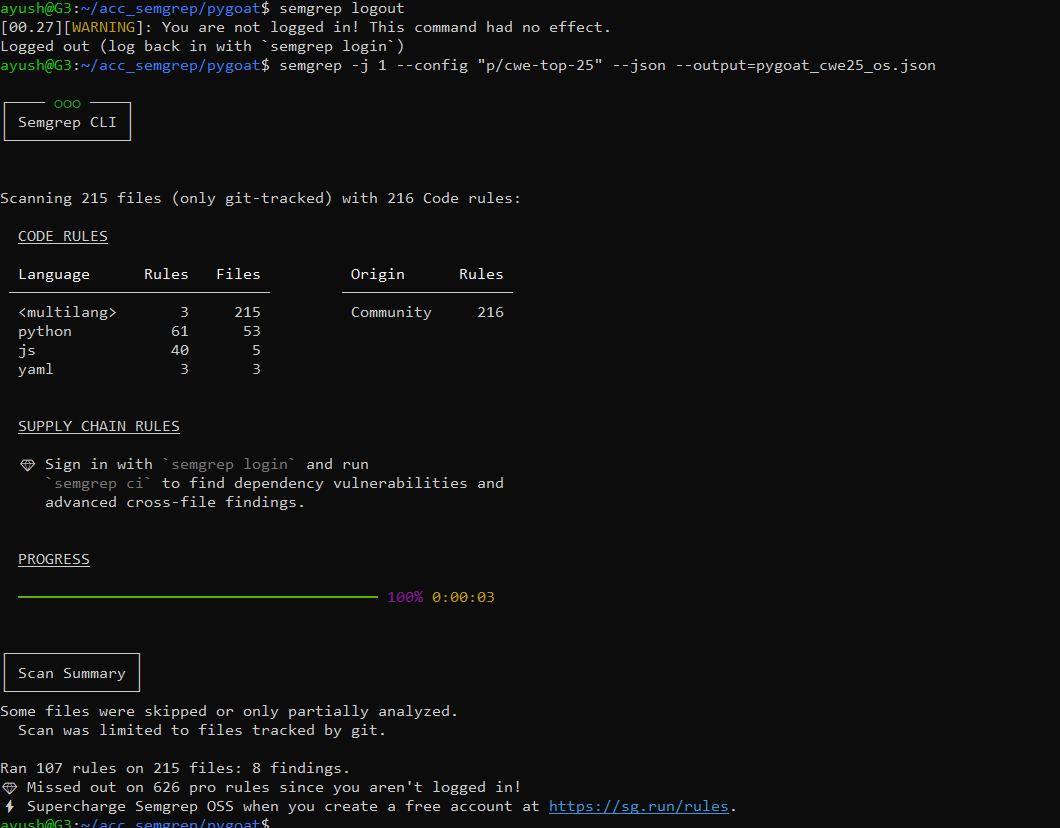 ayush@G3:~/acc_semgrep/pygoat$ semgrep logout
[00.27][WARNING]: You are not logged in! This command had no effect.
Logged out (log back in with `semgrep login`)
ayush@G3:~/acc_semgrep/pygoat$ semgrep -j 1 --config "p/cwe-top-25" --json --output=pygoat_cwe25_os.json
ooo
Semgrep CLI
Scanning 215 files (only git-tracked) with 216 Code rules:
CODE RULES
Language Rules Files Origin Rules
<multilang> 3 215 Community 216
python 61 53
js 40 5
yaml 3 3
SUPPLY CHAIN RULES
Sign in with `semgrep login` and run
`semgrep ci` to find dependency vulnerabilities and
advanced cross-file findings.
PROGRESS
100% 0:00:03
Scan Summary
Some files were skipped or only partially analyzed.
Scan was limited to files tracked by git.
Ran 107 rules on 215 files: 8 findings.
Missed out on 626 pro rules since you aren't logged in!
Supercharge Semgrep OSS when you create a free account at https://sg.run/rules.
ayush@G3:~/acc_semgrep/pygoat$